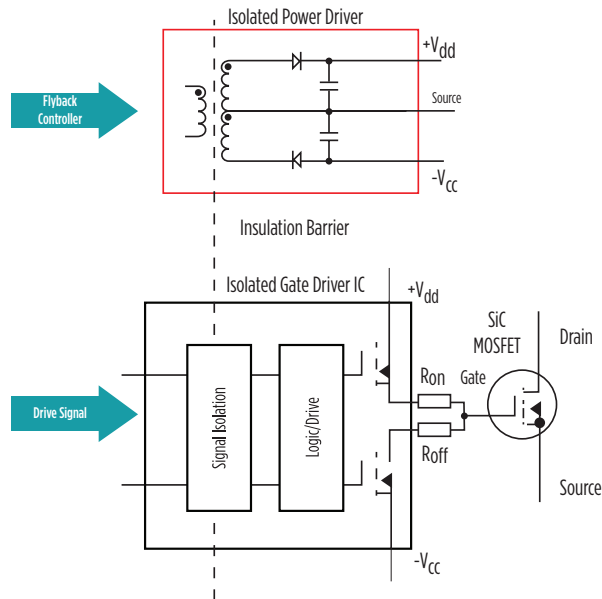 Isolated Power Driver
+Vdd
Flyback
Controller
Source
-VCC
Insulation Barrier
Isolated Gate Driver IC
+Vdd
SiC
MOSFET
Drain
Ron
Gate
Drive Signal
Signal Isolation
Logic/Drive
Roff
Source
-VCC